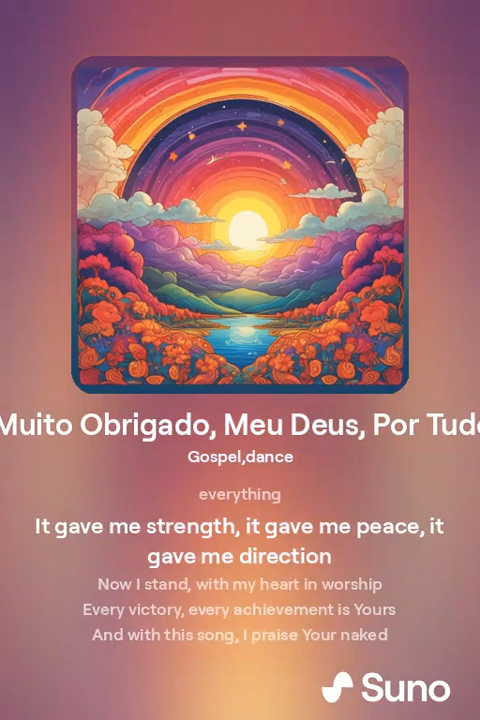 Muito Obrigado, Meu Deus, Por Tud
Gospel,dance
everything
It gave me strength, it gave me peace, it
gave me direction
Now I stand, with my heart in worship
Every victory, every achievement is Yours
And with this song, I praise Your naked
Suno